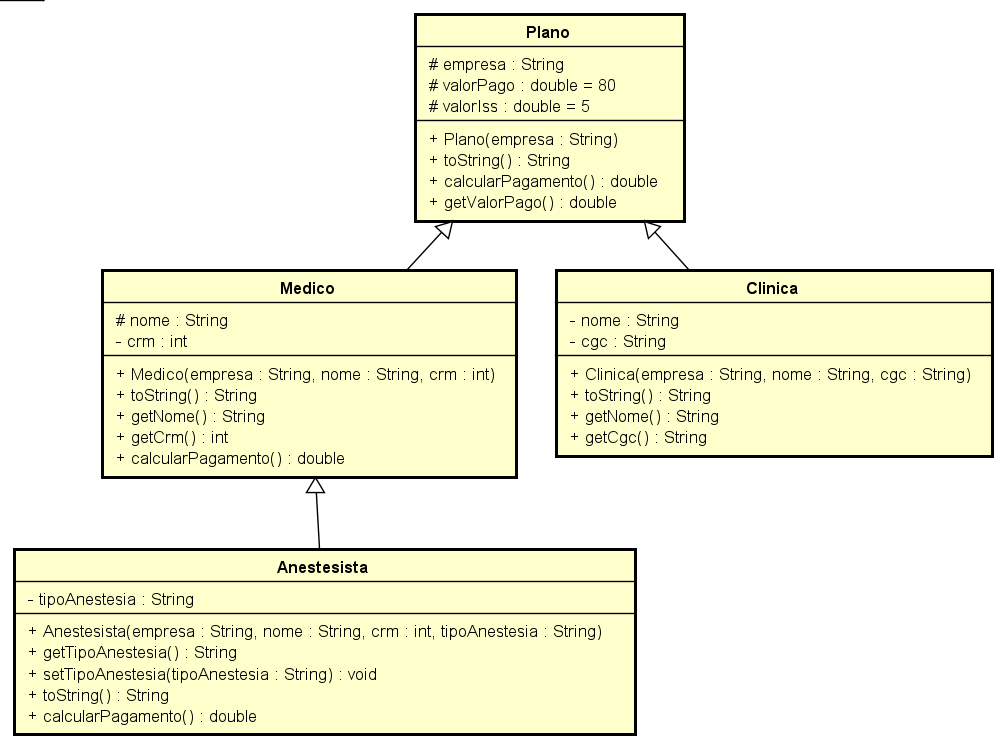 Plano
# empresa : String
# valorPago : double = 80
# valorIss : double = 5
+ Plano(empresa : String)
+ toString() : String
+ calcularPagamento() : double
+ getValorPago() : double
Medico
# nome : String
- crm : int
+ Medico(empresa : String, nome : String, crm : int)
+ toString() : String
+ getNome() : String
+ getCrm() : int
+ calcularPagamento() : double
Clinica
- nome : String
- cgc : String
+ Clinica(empresa : String, nome : String, cgc : String)
+ toString() : String
+ getNome() : String
+ getCgc() : String
Anestesista
- tipoAnestesia : String
+ Anestesista(empresa : String, nome : String, crm : int, tipoAnestesia : String)
+ getTipoAnestesia() : String
+ setTipoAnestesia(tipoAnestesia : String) : void
+ toString() : String
+ calcularPagamento() : double